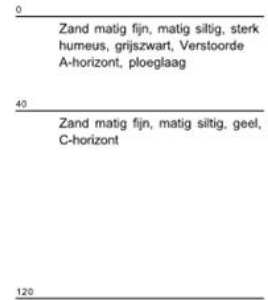 0
Zand matig fijn, matig siltig, sterk
humeus, grijszwart, Verstoorde
A-horizont, ploeglaag
40
Zand matig fijn, matig siltig, geel,
C-horizont
120